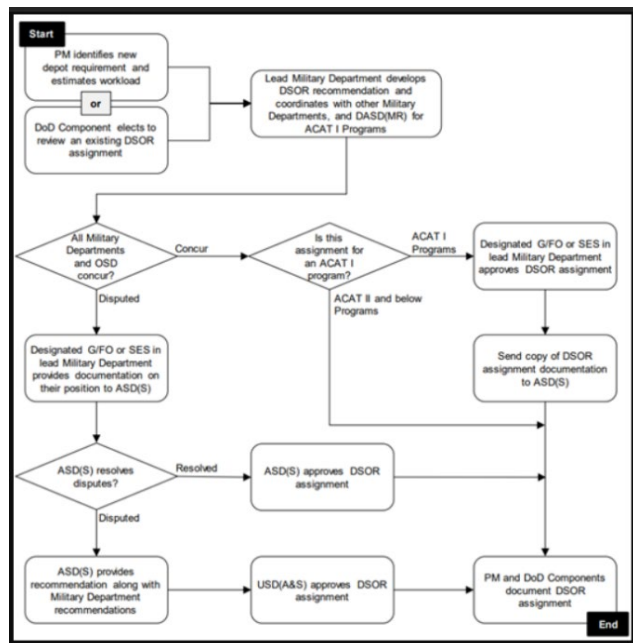 Start
PM identifies new
depot requirement and
estimates workload
or
DoD Component elects to
review an existing DSOR
assignment
Lead Military Department develops
DSOR recommendation and
coordinates with other Military
Departments, and DASD(MR) for
ACAT I Programs
All Military
Departments
and OSD
concur?
Concur
Disputed
Is this
assignment for
an ACAT I
program?
ACAT I
Programs
ACAT II and below
Programs
Designated G/FO or SES in
lead Military Department
approves DSOR assignment
Designated G/FO or SES in
lead Military Department
provides documentation on
their position to ASD(S)
Send copy of DSOR
assignment documentation
to ASD(S)
ASD(S) resolves
disputes?
Resolved
Disputed
ASD(S) approves DSOR
assignment
ASD(S) provides
recommendation along with
Military Department
recommendations
USD(A&S) approves DSOR
assignment
PM and DoD Components
document DSOR
assignment
End